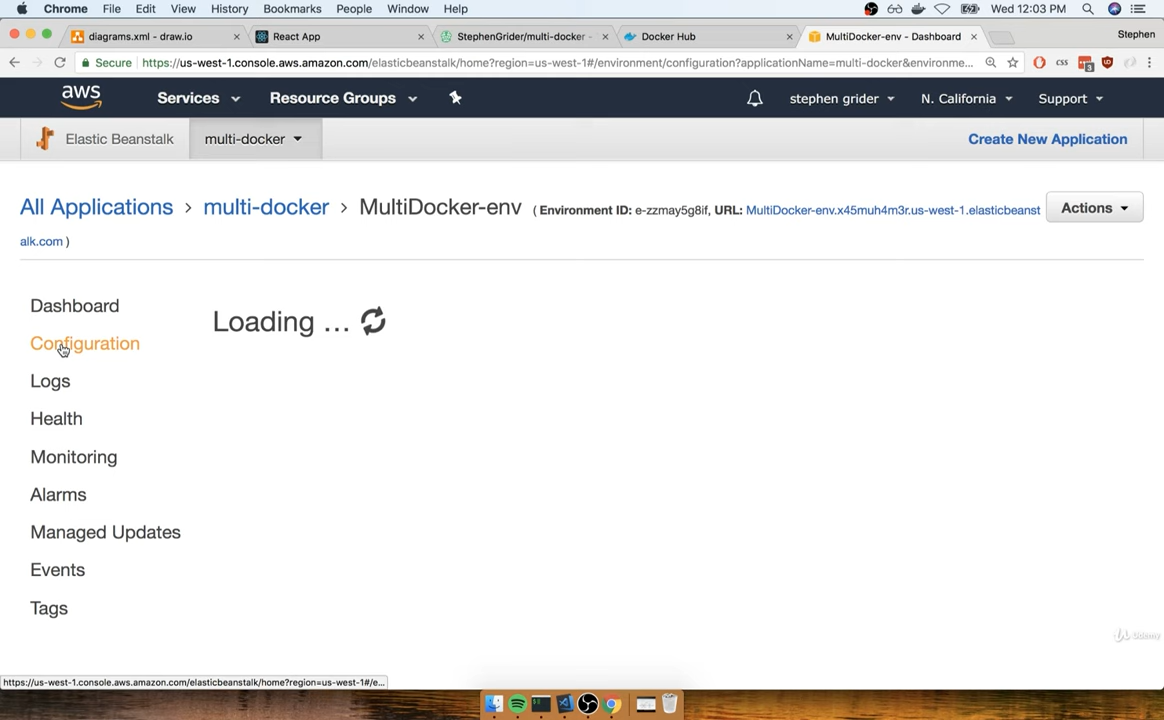 Chrome File Edit View History Bookmarks People Window Help Wed 12:03 PM
diagrams.xml - draw.io React App StephenGrider/multi-docker - Docker Hub MultiDocker-env - Dashboard Stephen
Secure https://us-west-1.console.aws.amazon.com/elasticbeanstalk/home?region=us-west-1#/environment/configuration?applicationName=multi-docker&environme... css 3
aws Services Resource Groups stephen grider N. California Support
Elastic Beanstalk multi-docker Create New Application
All Applications > multi-docker > MultiDocker-env ( Environment ID: e-zzmay5g8if, URL: MultiDocker-env.x45muh4m3r.us-west-1.elasticbeanst Actions
alk.com )
Dashboard
Loading ...
Configuration
Logs
Health
Monitoring
Alarms
Managed Updates
Events
Tags
Udemy
https://us-west-1.console.aws.amazon.com/elasticbeanstalk/home?region=us-west-1#/e...